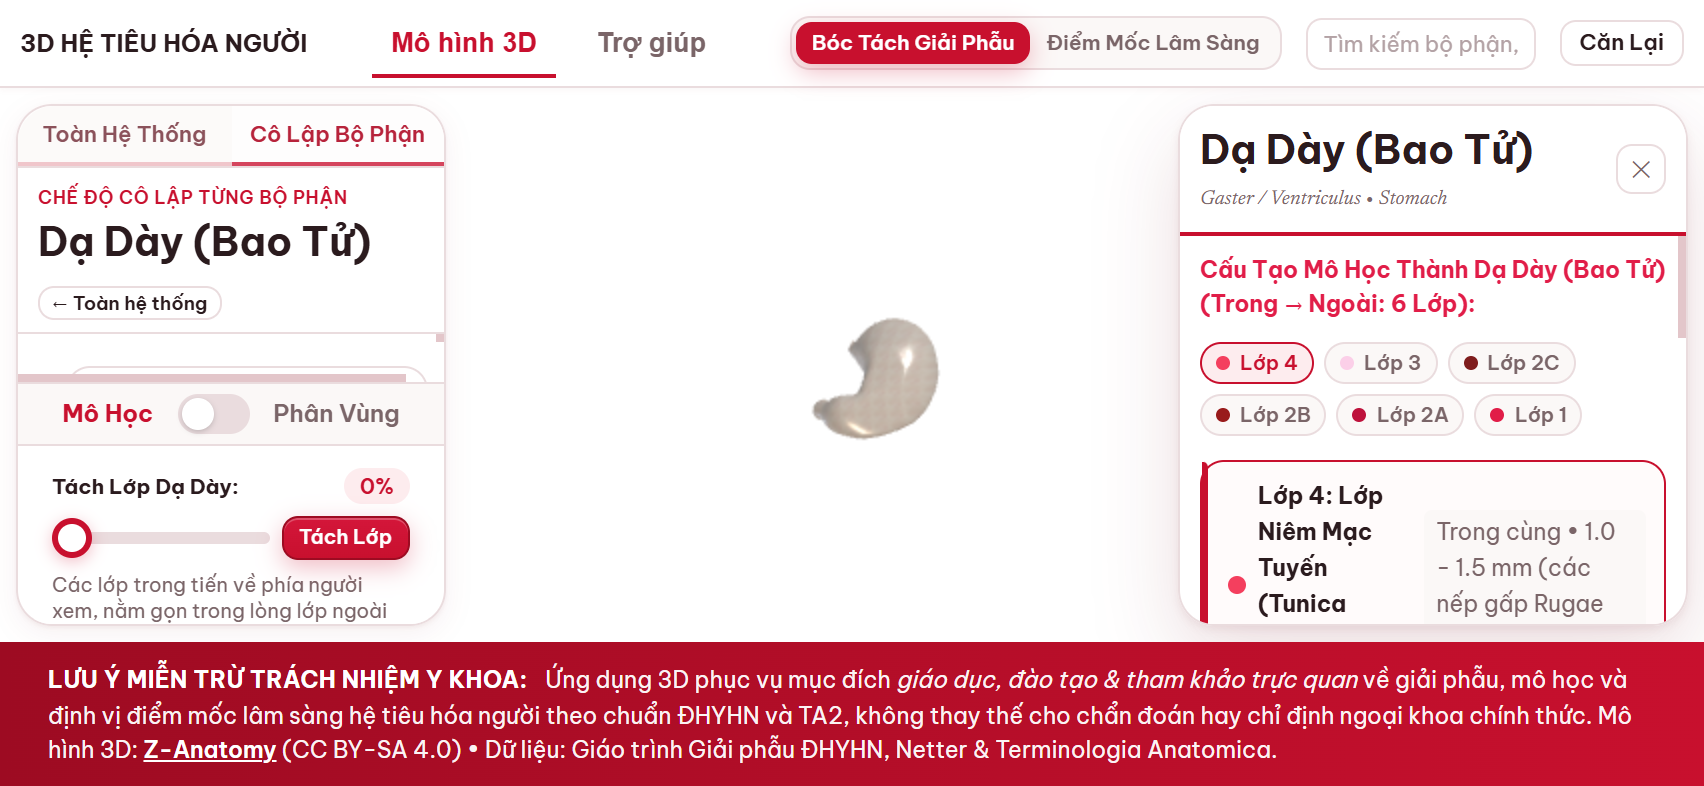 3D HỆ TIÊU HÓA NGƯỜI
Mô hình 3D
Trợ giúp
Bóc Tách Giải Phẫu
Điểm Mốc Lâm Sàng
Tìm kiếm bộ phận,
Căn Lại
Toàn Hệ Thống
Cô Lập Bộ Phận
CHẾ ĐỘ CÔ LẬP TỪNG BỘ PHẬN
Dạ Dày (Bao Tử)
← Toàn hệ thống
Mô Học
Phân Vùng
Tách Lớp Dạ Dày:
0%
Tách Lớp
Các lớp trong tiến về phía người
xem, nằm gọn trong lòng lớp ngoài
Dạ Dày (Bao Tử)
Gaster / Ventriculus • Stomach
Cấu Tạo Mô Học Thành Dạ Dày (Bao Tử)
(Trong → Ngoài: 6 Lớp):
Lớp 4
Lớp 3
Lớp 2C
Lớp 2B
Lớp 2A
Lớp 1
Lớp 4: Lớp
Niêm Mạc
Tuyến
(Tunica
Trong cùng • 1.0
- 1.5 mm (các
nếp gấp Rugae
LƯU Ý MIỄN TRỪ TRÁCH NHIỆM Y KHOA: Ứng dụng 3D phục vụ mục đích giáo dục, đào tạo & tham khảo trực quan về giải phẫu, mô học và
định vị điểm mốc lâm sàng hệ tiêu hóa người theo chuẩn ĐHYHN và TA2, không thay thế cho chẩn đoán hay chỉ định ngoại khoa chính thức. Mô
hình 3D: Z-Anatomy (CC BY-SA 4.0) • Dữ liệu: Giáo trình Giải phẫu ĐHYHN, Netter & Terminologia Anatomica.